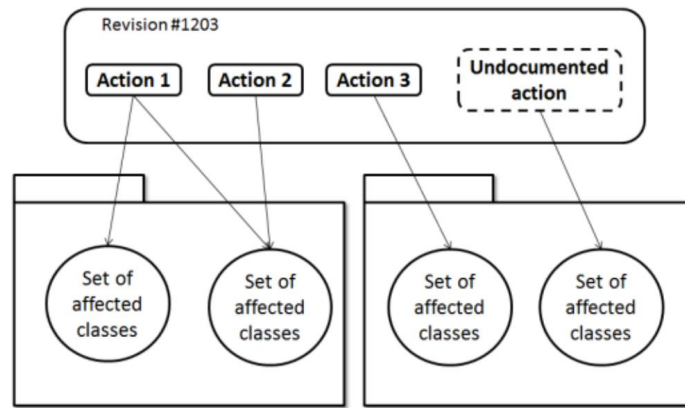 Revision #1203
Action 1
Action 2
Action 3
Undocumented
action
Set of
affected
classes
Set of
affected
classes
Set of
affected
classes
Set of
affected
classes